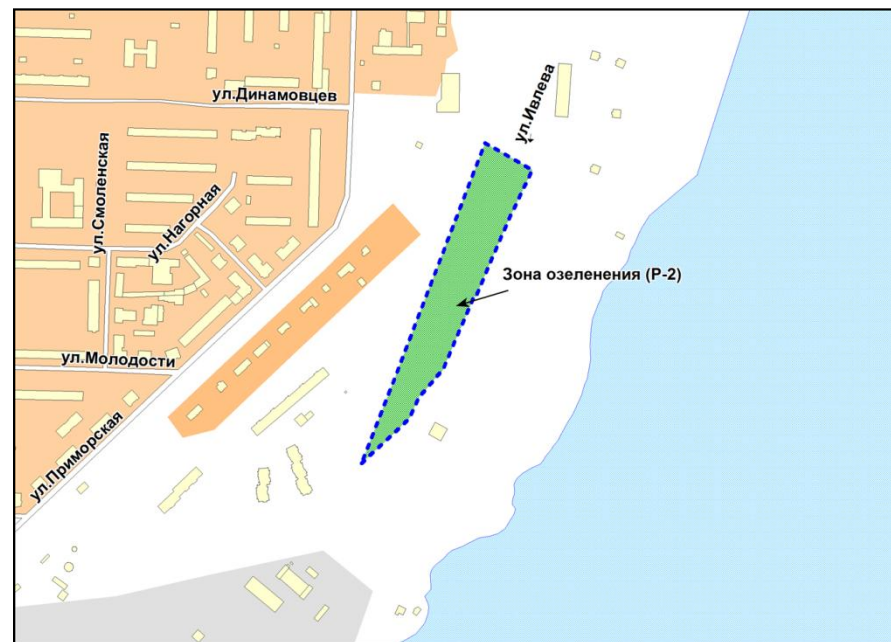 ул.Динамовцев
ул.Ивлева
ул.Смоленская
ул.Нагорная
Зона озеленения (Р-2)
ул.Молодости
ул.Приморская